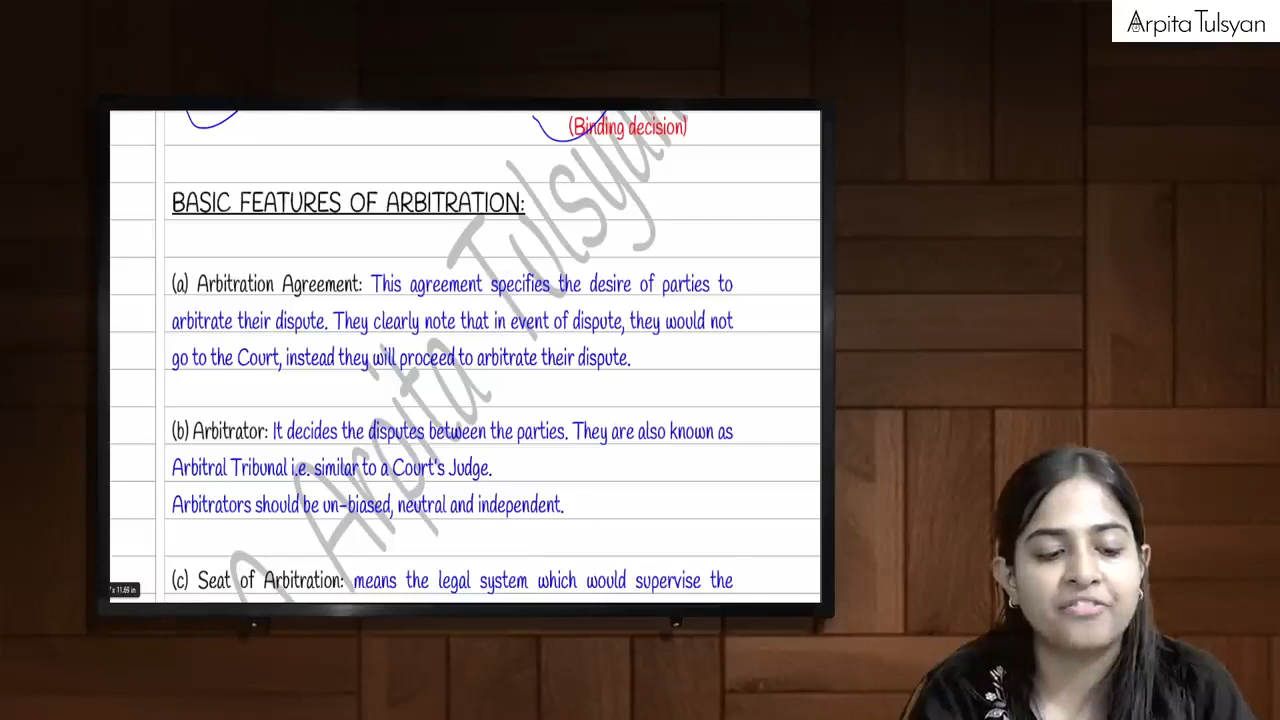 Arpita Tulsyan
(Binding decision)
BASIC FEATURES OF ARBITRATION:
(a) Arbitration Agreement: This agreement specifies the desire of parties to
arbitrate their dispute. They clearly note that in event of dispute, they would not
go to the Court, instead they will proceed to arbitrate their dispute.
(b) Arbitrator: It decides the disputes between the parties. They are also known as
Arbitral Tribunal i.e. similar to a Court's Judge.
Arbitrators should be un-biased, neutral and independent.
(c) Seat of Arbitration: means the legal system which would supervise the
Arpita Tulsyan